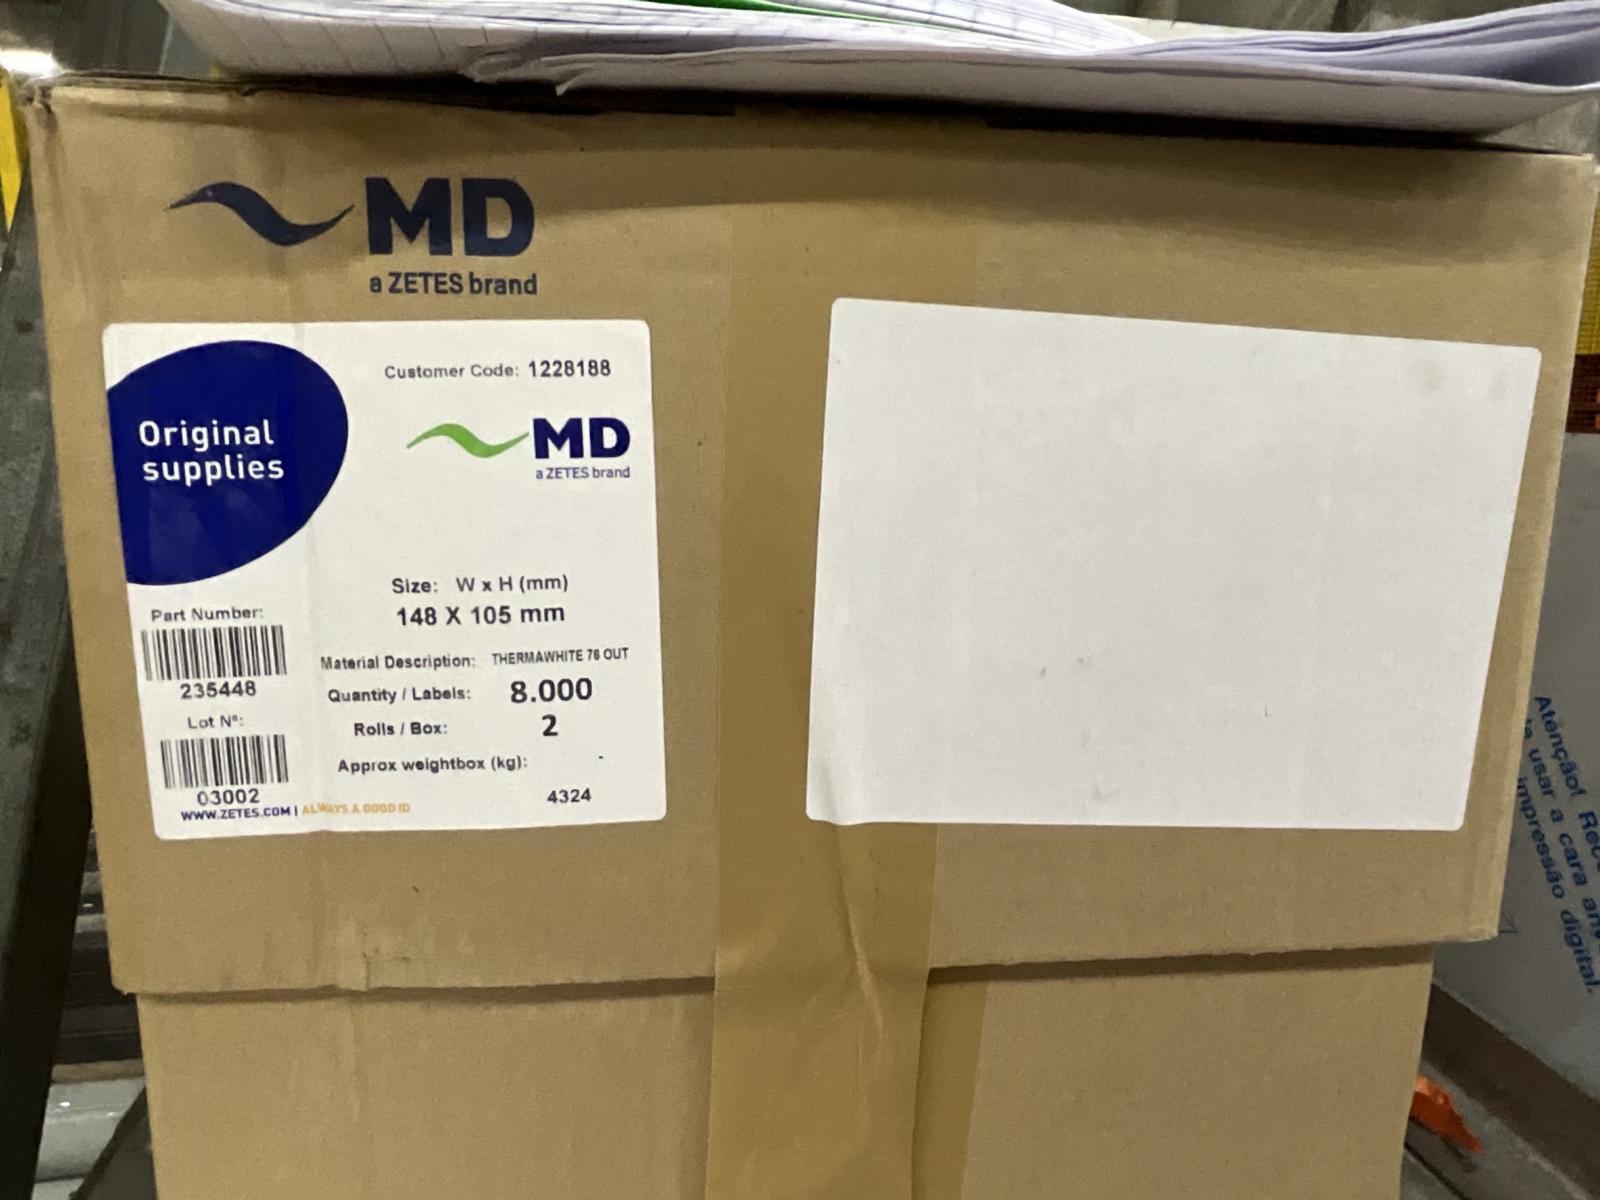 MD
a ZETES brand
Customer Code: 1228188
Original
supplies
MD
a ZETES brand
Size: W x H (mm)
148 X 105 mm
Part Number:
235448
Material Description: THERMAWHITE 76 OUT
Quantity / Labels: 8.000
Lot Nº:
Rolls / Box: 2
Approx weightbox (kg): -
03002
4324
WWW.ZETES.COM | ALWAYS A GOOD ID
Atenção!
usar a cara
impressão digital.